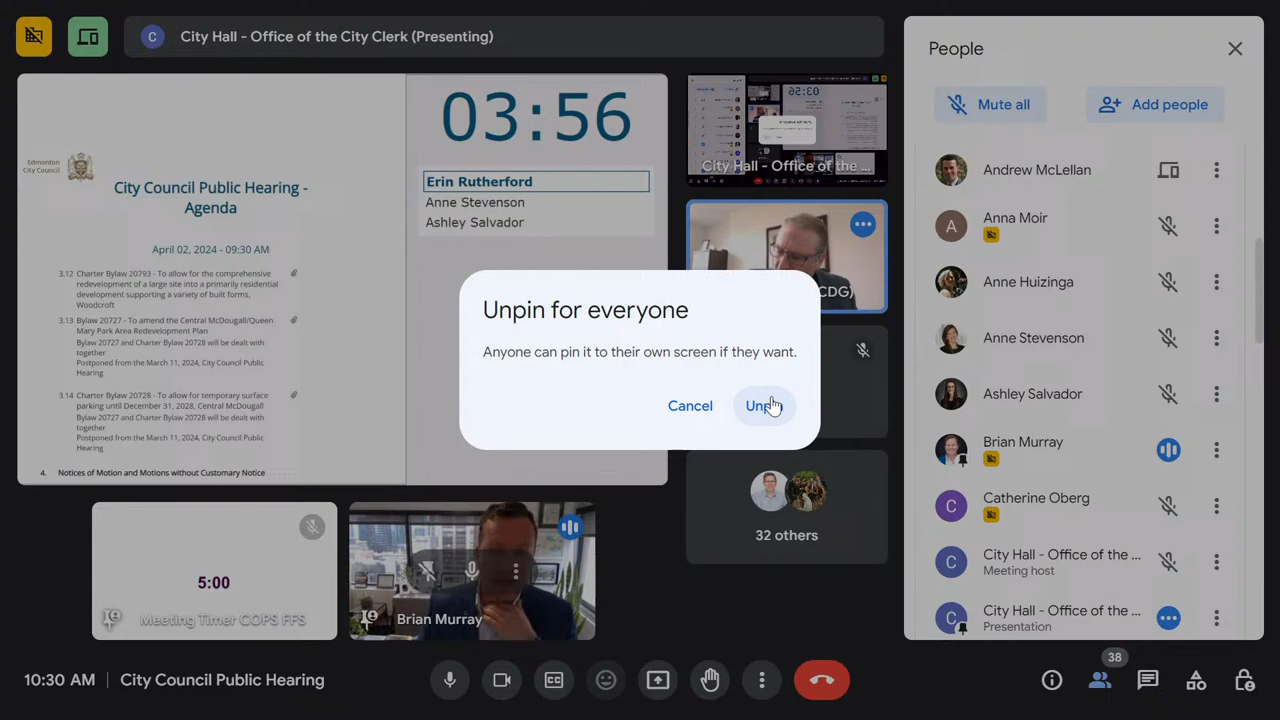 City Hall - Office of the City Clerk (Presenting)
Edmonton
City Council
City Council Public Hearing -
Agenda
April 02, 2024 - 09:30 AM
3.12 Charter Bylaw 20793 - To allow for the comprehensive
redevelopment of a large site into a primarily residential
development supporting a variety of built forms,
Woodcroft
3.13 Bylaw 20727 - To amend the Central McDougall/Queen
Mary Park Area Redevelopment Plan
Bylaw 20727 and Charter Bylaw 20728 will be dealt with
together
Postponed from the March 11, 2024, City Council Public
Hearing
3.14 Charter Bylaw 20728 - To allow for temporary surface
parking until December 31, 2028, Central McDougall
Bylaw 20727 and Charter Bylaw 20728 will be dealt with
together
Postponed from the March 11, 2024, City Council Public
Hearing
4. Notices of Motion and Motions without Customary Notice
03:56
Erin Rutherford
Anne Stevenson
Ashley Salvador
City Hall - Office of the ...
CDG)
32 others
Unpin for everyone
Anyone can pin it to their own screen if they want.
Cancel
5:00
Meeting Timer COPS FFS
Brian Murray
People
Mute all
Add people
Andrew McLellan
A
Anna Moir
Anne Huizinga
Anne Stevenson
Ashley Salvador
Brian Murray
C
Catherine Oberg
C
City Hall - Office of the ...
Meeting host
C
City Hall - Office of the ...
Presentation
10:30 AM
City Council Public Hearing
38